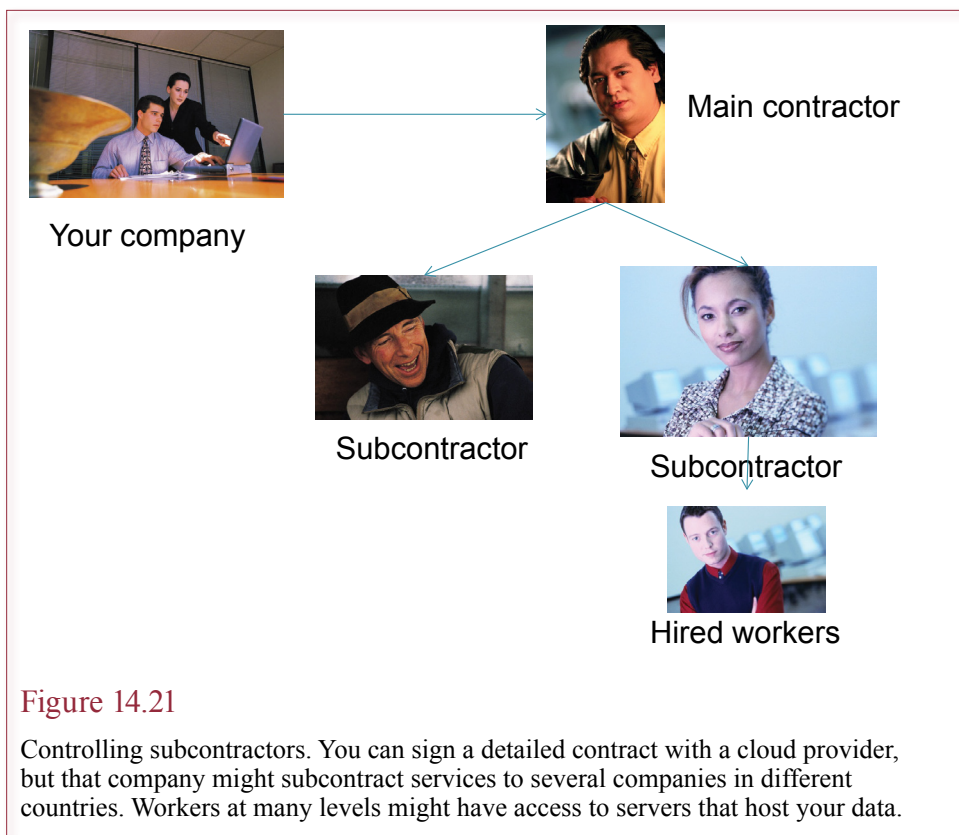 Main contractor
Your company
Subcontractor
Subcontractor
Hired workers
Figure 14.21
Controlling subcontractors. You can sign a detailed contract with a cloud provider,
but that company might subcontract services to several companies in different
countries. Workers at many levels might have access to servers that host your data.